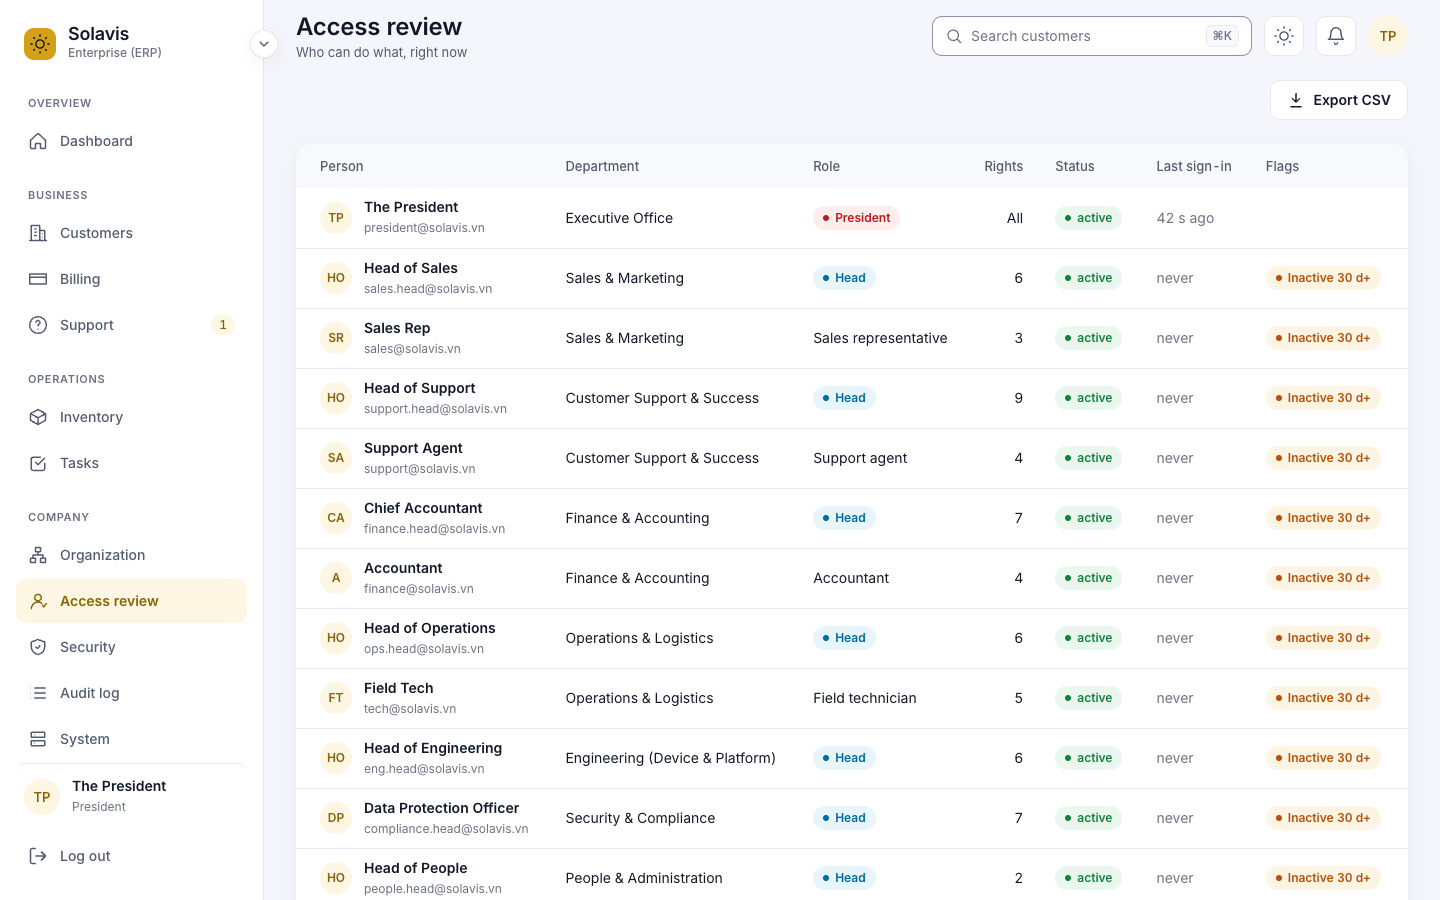 Solavis
Enterprise (ERP)
OVERVIEW
Dashboard
BUSINESS
Customers
Billing
Support 1
OPERATIONS
Inventory
Tasks
COMPANY
Organization
Access review
Security
Audit log
System
TP The President
President
Log out
Access review
Who can do what, right now
Search customers ⌘K
TP
Export CSV
Person Department Role Rights Status Last sign-in Flags
TP The President president@solavis.vn Executive Office President All active 42 s ago
HO Head of Sales sales.head@solavis.vn Sales & Marketing Head 6 active never Inactive 30 d+
SR Sales Rep sales@solavis.vn Sales & Marketing Sales representative 3 active never Inactive 30 d+
HO Head of Support support.head@solavis.vn Customer Support & Success Head 9 active never Inactive 30 d+
SA Support Agent support@solavis.vn Customer Support & Success Support agent 4 active never Inactive 30 d+
CA Chief Accountant finance.head@solavis.vn Finance & Accounting Head 7 active never Inactive 30 d+
A Accountant finance@solavis.vn Finance & Accounting Accountant 4 active never Inactive 30 d+
HO Head of Operations ops.head@solavis.vn Operations & Logistics Head 6 active never Inactive 30 d+
FT Field Tech tech@solavis.vn Operations & Logistics Field technician 5 active never Inactive 30 d+
HO Head of Engineering eng.head@solavis.vn Engineering (Device & Platform) Head 6 active never Inactive 30 d+
DP Data Protection Officer compliance.head@solavis.vn Security & Compliance Head 7 active never Inactive 30 d+
HO Head of People people.head@solavis.vn People & Administration Head 2 active never Inactive 30 d+